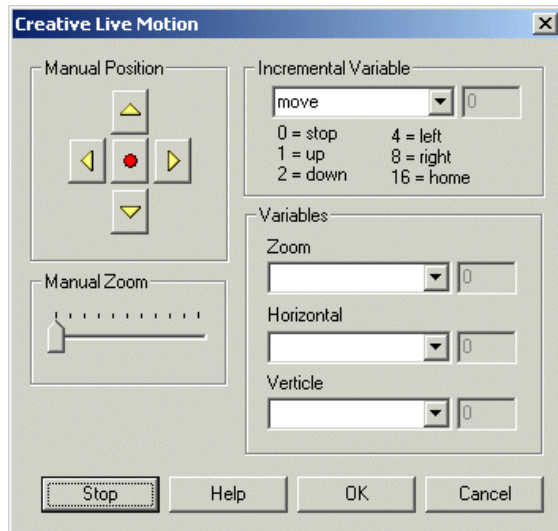 Creative Live Motion
Manual Position
Incremental Variable
move
0
0 = stop
4 = left
1 = up
8 = right
2 = down
16 = home
Manual Zoom
Variables
Zoom
0
Horizontal
0
Verticle
0
Stop
Help
OK
Cancel